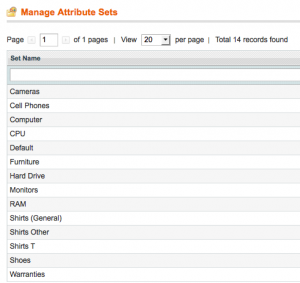 Manage Attribute Sets
Page 1 of 1 pages | View 20 per page | Total 14 records found
Set Name
Cameras
Cell Phones
Computer
CPU
Default
Furniture
Hard Drive
Monitors
RAM
Shirts (General)
Shirts Other
Shirts T
Shoes
Warranties